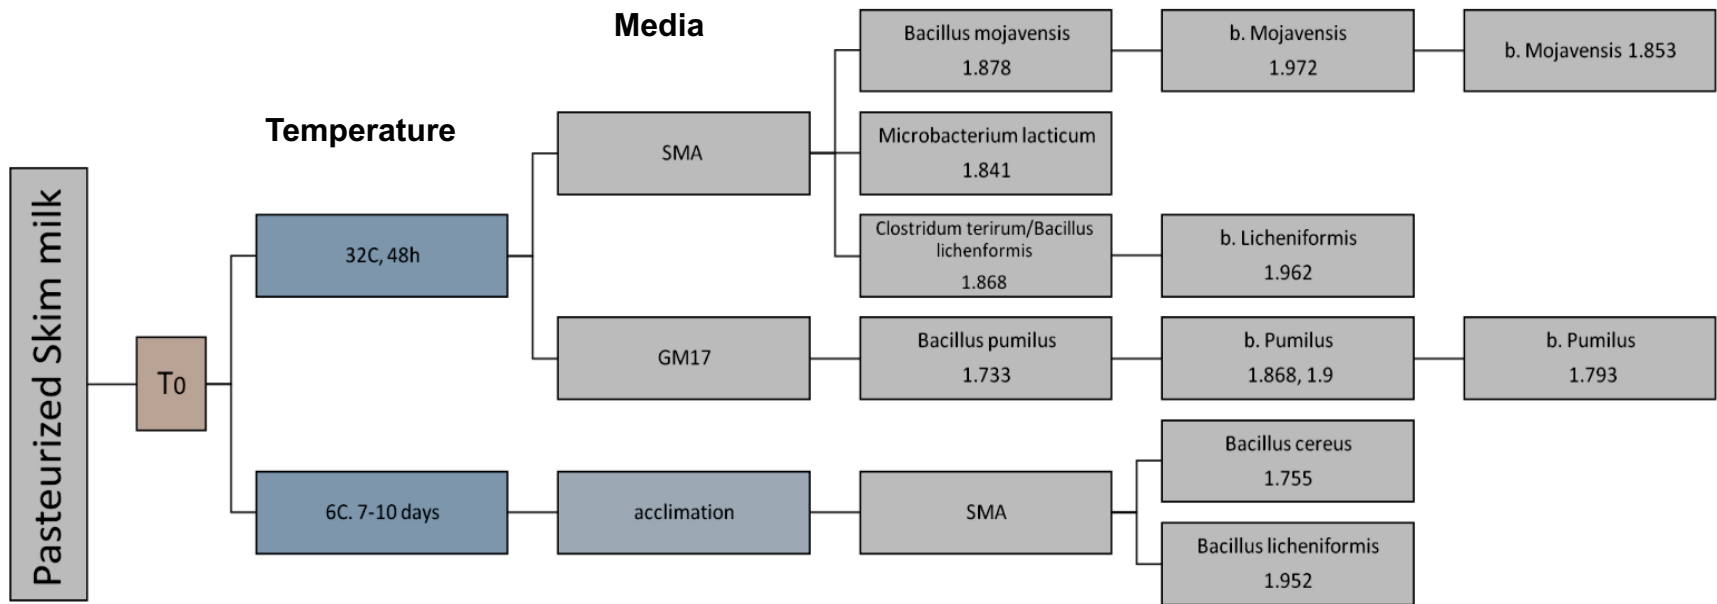 Media
Temperature
Pasteurized Skim milk
T0
32C, 48h
SMA
Bacillus mojavensis
1.878
b. Mojavensis
1.972
b. Mojavensis 1.853
Microbacterium lacticum
1.841
Clostridum terirum/Bacillus
lichenformis
1.868
b. Licheniformis
1.962
GM17
Bacillus pumilus
1.733
b. Pumilus
1.868, 1.9
b. Pumilus
1.793
6C. 7-10 days
acclimation
SMA
Bacillus cereus
1.755
Bacillus licheniformis
1.952